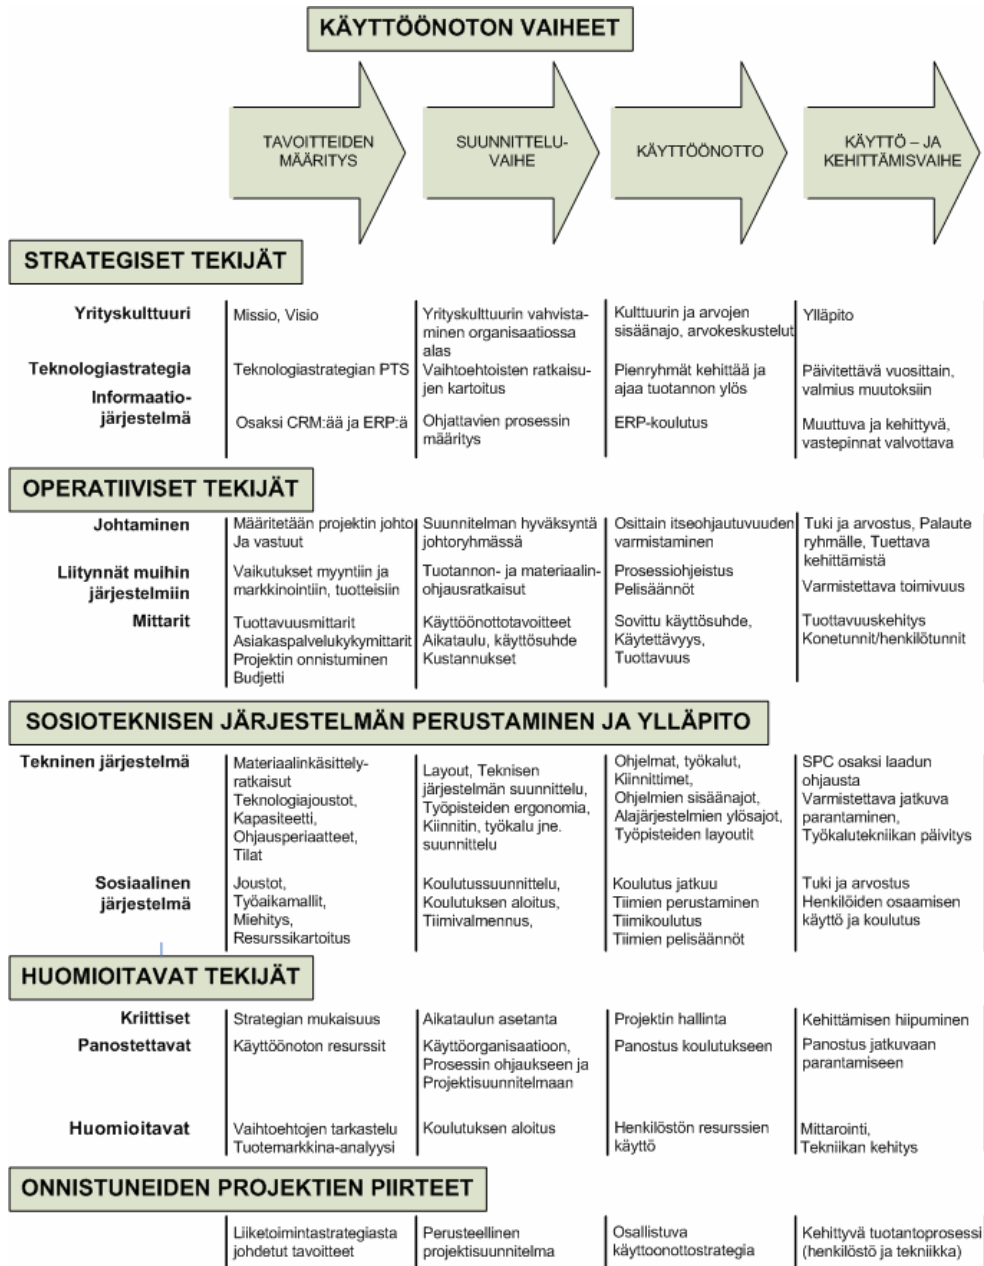 KÄYTTÖÖNOTON VAIHEET
TAVOITTEIDEN
MÄÄRITYS
SUUNNITTELU-
VAIHE
KÄYTTÖÖNOTTO
KÄYTTÖ – JA
KEHITTÄMISVAIHE
STRATEGISET TEKIJÄT
Yrityskulttuuri
Missio, Visio
Yrityskulttuurin vahvista-
minen organisaatiossa
alas
Kulttuurin ja arvojen
sisäänajo, arvokeskustelut
Ylläpito
Teknologiastrategia
Teknologiastrategian PTS
Vaihtoehtoisten ratkaisu-
jen kartoitus
Pienryhmät kehittää ja
ajaa tuotannon ylös
Päivitettävä vuosittain,
valmius muutoksiin
Informaatio-
järjestelmä
Osaksi CRM:ää ja ERP:ä
Ohjattavien prosessin
määritys
ERP-koulutus
Muuttuva ja kehittyvä,
vastepinnat valvottava
OPERATIIVISET TEKIJÄT
Johtaminen
Määritetään projektin johto
Ja vastuut
Suunnitelman hyväksyntä
johtoryhmässä
Osittain itseohjautuvuuden
varmistaminen
Tuki ja arvostus, Palaute
ryhmälle, Tuettava
kehittämistä
Liitynnät muihin
järjestelmiin
Vaikutukset myyntiin ja
markkinointiin, tuotteisiin
Tuotannon- ja materiaalin-
ohjausratkaisut
Prosessiohjeistus
Pelisäännöt
Varmistettava toimivuus
Mittarit
Tuottavuusmittarit
Asiakaspalvelukykymittarit
Projektin onnistuminen
Budjetti
Käyttöönottotavoitteet
Aikataulu, käyttösuhde
Kustannukset
Sovittu käyttösuhde,
Käytettävyys,
Tuottavuus
Tuottavuuskehitys
Konetunnit/henkilötunnit
SOSIOTEKNISEN JÄRJESTELMÄN PERUSTAMINEN JA YLLÄPITO
Tekninen järjestelmä
Materiaalinkäsittely-
ratkaisut
Teknologiajoustot,
Kapasiteetti,
Ohjausperiaatteet,
Tilat
Layout, Teknisen
järjestelmän suunnittelu,
Työpisteiden ergonomia,
Kiinnitin, työkalu jne.
suunnittelu
Ohjelmat, työkalut,
Kiinnittimet,
Ohjelmien sisäänajot,
Alajärjestelmien ylösajot,
Työpisteiden layoutit
SPC osaksi laadun
ohjausta
Varmistettava jatkuva
parantaminen,
Työkalutekniikan päivitys
Sosiaalinen
järjestelmä
Joustot,
Työaikamallit,
Miehitys,
Resurssikartoitus
Koulutussuunnittelu,
Koulutuksen aloitus,
Tiimivalmennus,
Koulutus jatkuu
Tiimien perustaminen
Tiimikoulutus
Tiimien pelisäännöt
Tuki ja arvostus
Henkilöiden osaamisen
käyttö ja koulutus
HUOMIOITAVAT TEKIJÄT
Kriittiset
Strategian mukaisuus
Aikataulun asetanta
Projektin hallinta
Kehittämisen hiipuminen
Panostettavat
Käyttöönoton resurssit
Käyttöorganisaatioon,
Prosessin ohjaukseen ja
Projektisuunnitelmaan
Panostus koulutukseen
Panostus jatkuvaan
parantamiseen
Huomioitavat
Vaihtoehtojen tarkastelu
Tuotemarkkina-analyysi
Koulutuksen aloitus
Henkilöstön resurssien
käyttö
Mittarointi,
Tekniikan kehitys
ONNISTUNEIDEN PROJEKTIEN PIIRTEET
Liiketoimintastrategiasta
johdetut tavoitteet
Perusteellinen
projektisuunnitelma
Osallistuva
käyttoonottostrategia
Kehittyvä tuotantoprosessi
(henkilöstö ja tekniikka)